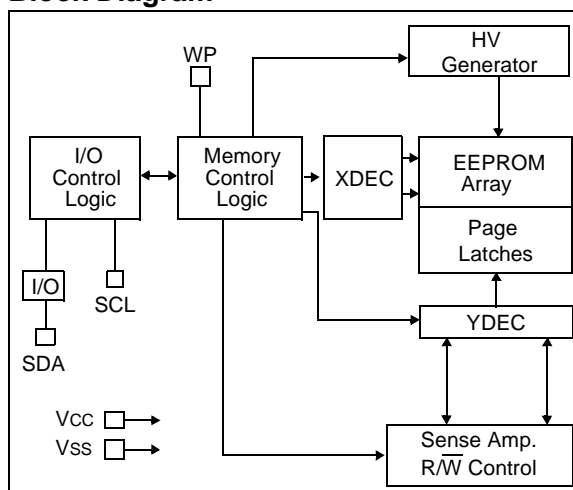 Block Diagram
HV
Generator
WP
I/O
Control
Logic
Memory
Control
Logic
XDEC
EEPROM
Array
Page
Latches
I/O
SCL
SDA
YDEC
VCC
VSS
Sense Amp.
R/W̅ Control